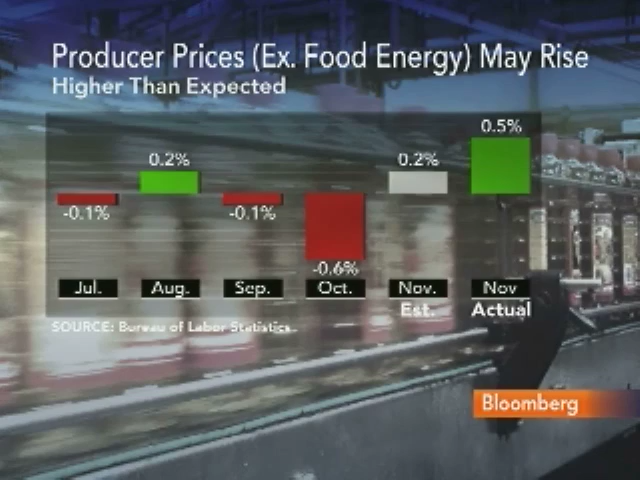 Producer Prices (Ex. Food Energy) May Rise
Higher Than Expected
0.5%
0.2%
0.2%
-0.1%
-0.1%
-0.6%
Jul.
Aug.
Sep.
Oct.
Nov.
Nov
Est.
Actual
SOURCE: Bureau of Labor Statistics
Bloomberg